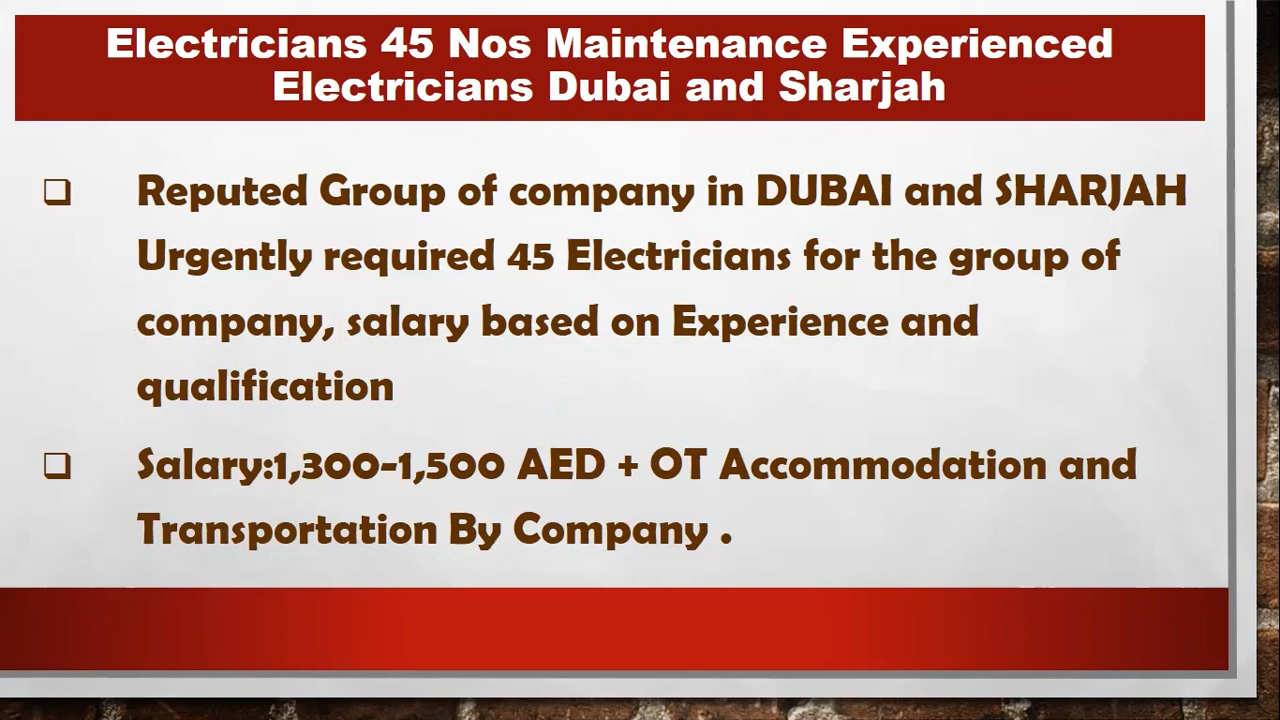 Electricians 45 Nos Maintenance Experienced
Electricians Dubai and Sharjah
❑ Reputed Group of company in DUBAI and SHARJAH
Urgently required 45 Electricians for the group of
company, salary based on Experience and
qualification
❑ Salary:1,300-1,500 AED + OT Accommodation and
Transportation By Company .